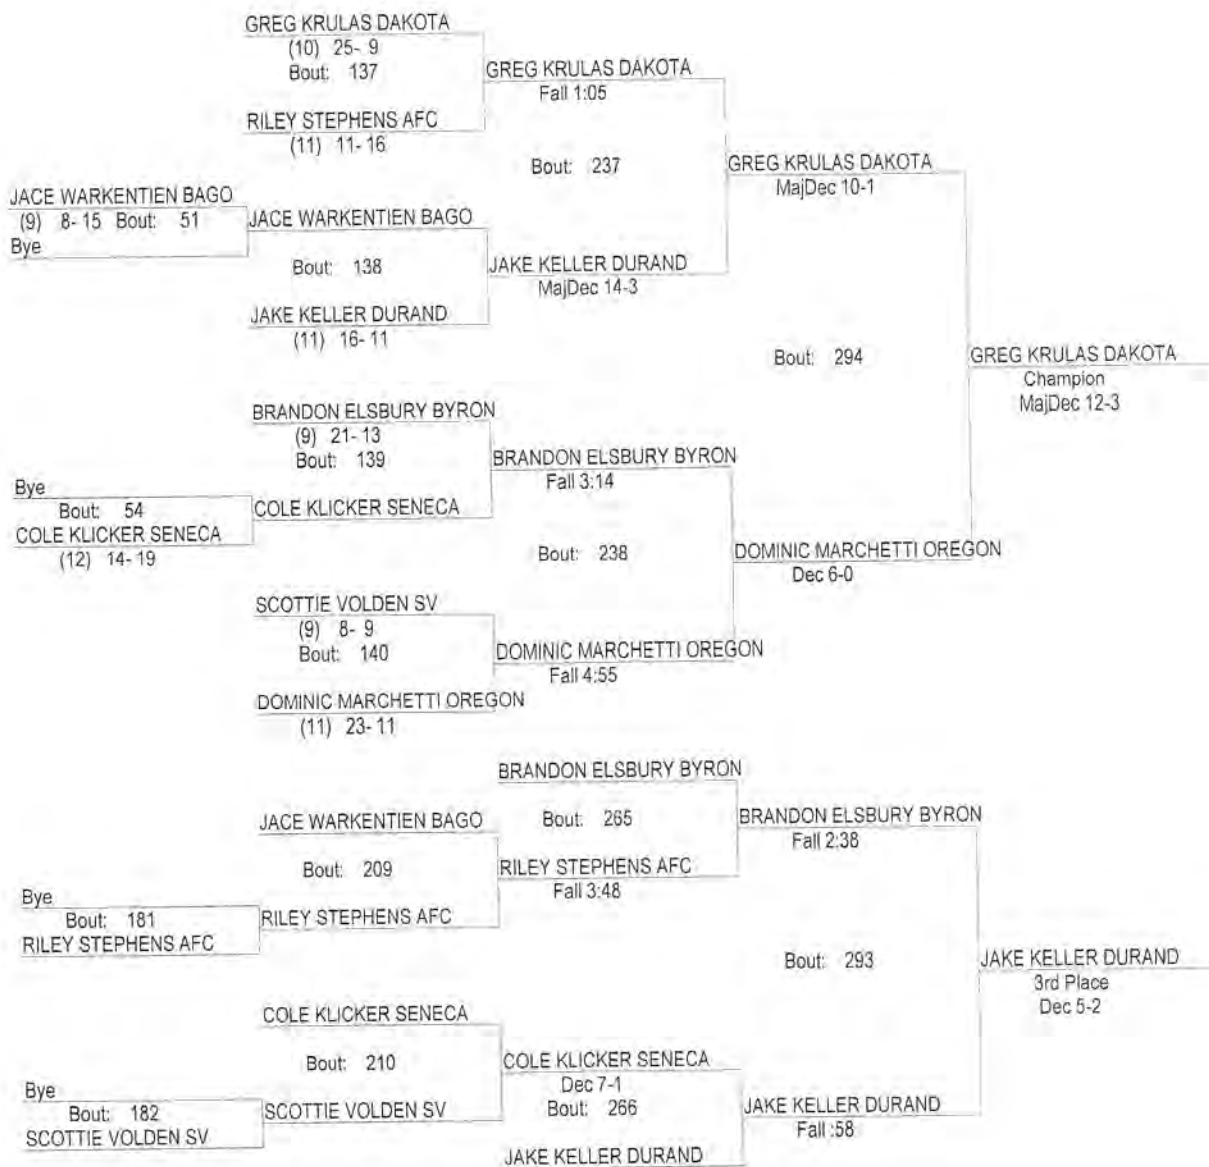 GREG KRULAS DAKOTA
(10) 25- 9
Bout: 137
GREG KRULAS DAKOTA
Fall 1:05
RILEY STEPHENS AFC
(11) 11- 16
Bout: 237
GREG KRULAS DAKOTA
MajDec 10-1
JACE WARKENTIEN BAGO
(9) 8- 15 Bout: 51
Bye
JACE WARKENTIEN BAGO
Bout: 138
JAKE KELLER DURAND
MajDec 14-3
JAKE KELLER DURAND
(11) 16- 11
Bout: 294
GREG KRULAS DAKOTA
Champion
MajDec 12-3
BRANDON ELSBURY BYRON
(9) 21- 13
Bout: 139
BRANDON ELSBURY BYRON
Fall 3:14
Bye
Bout: 54
COLE KLICKER SENECA
(12) 14- 19
COLE KLICKER SENECA
Bout: 238
DOMINIC MARCHETTI OREGON
Dec 6-0
SCOTTIE VOLDEN SV
(9) 8- 9
Bout: 140
DOMINIC MARCHETTI OREGON
Fall 4:55
DOMINIC MARCHETTI OREGON
(11) 23- 11
BRANDON ELSBURY BYRON
Bout: 265
BRANDON ELSBURY BYRON
Fall 2:38
JACE WARKENTIEN BAGO
Bout: 209
RILEY STEPHENS AFC
Fall 3:48
Bye
Bout: 181
RILEY STEPHENS AFC
RILEY STEPHENS AFC
Bout: 293
JAKE KELLER DURAND
3rd Place
Dec 5-2
COLE KLICKER SENECA
Bout: 210
COLE KLICKER SENECA
Dec 7-1
Bout: 266
Bye
Bout: 182
SCOTTIE VOLDEN SV
SCOTTIE VOLDEN SV
JAKE KELLER DURAND
Fall :58
JAKE KELLER DURAND